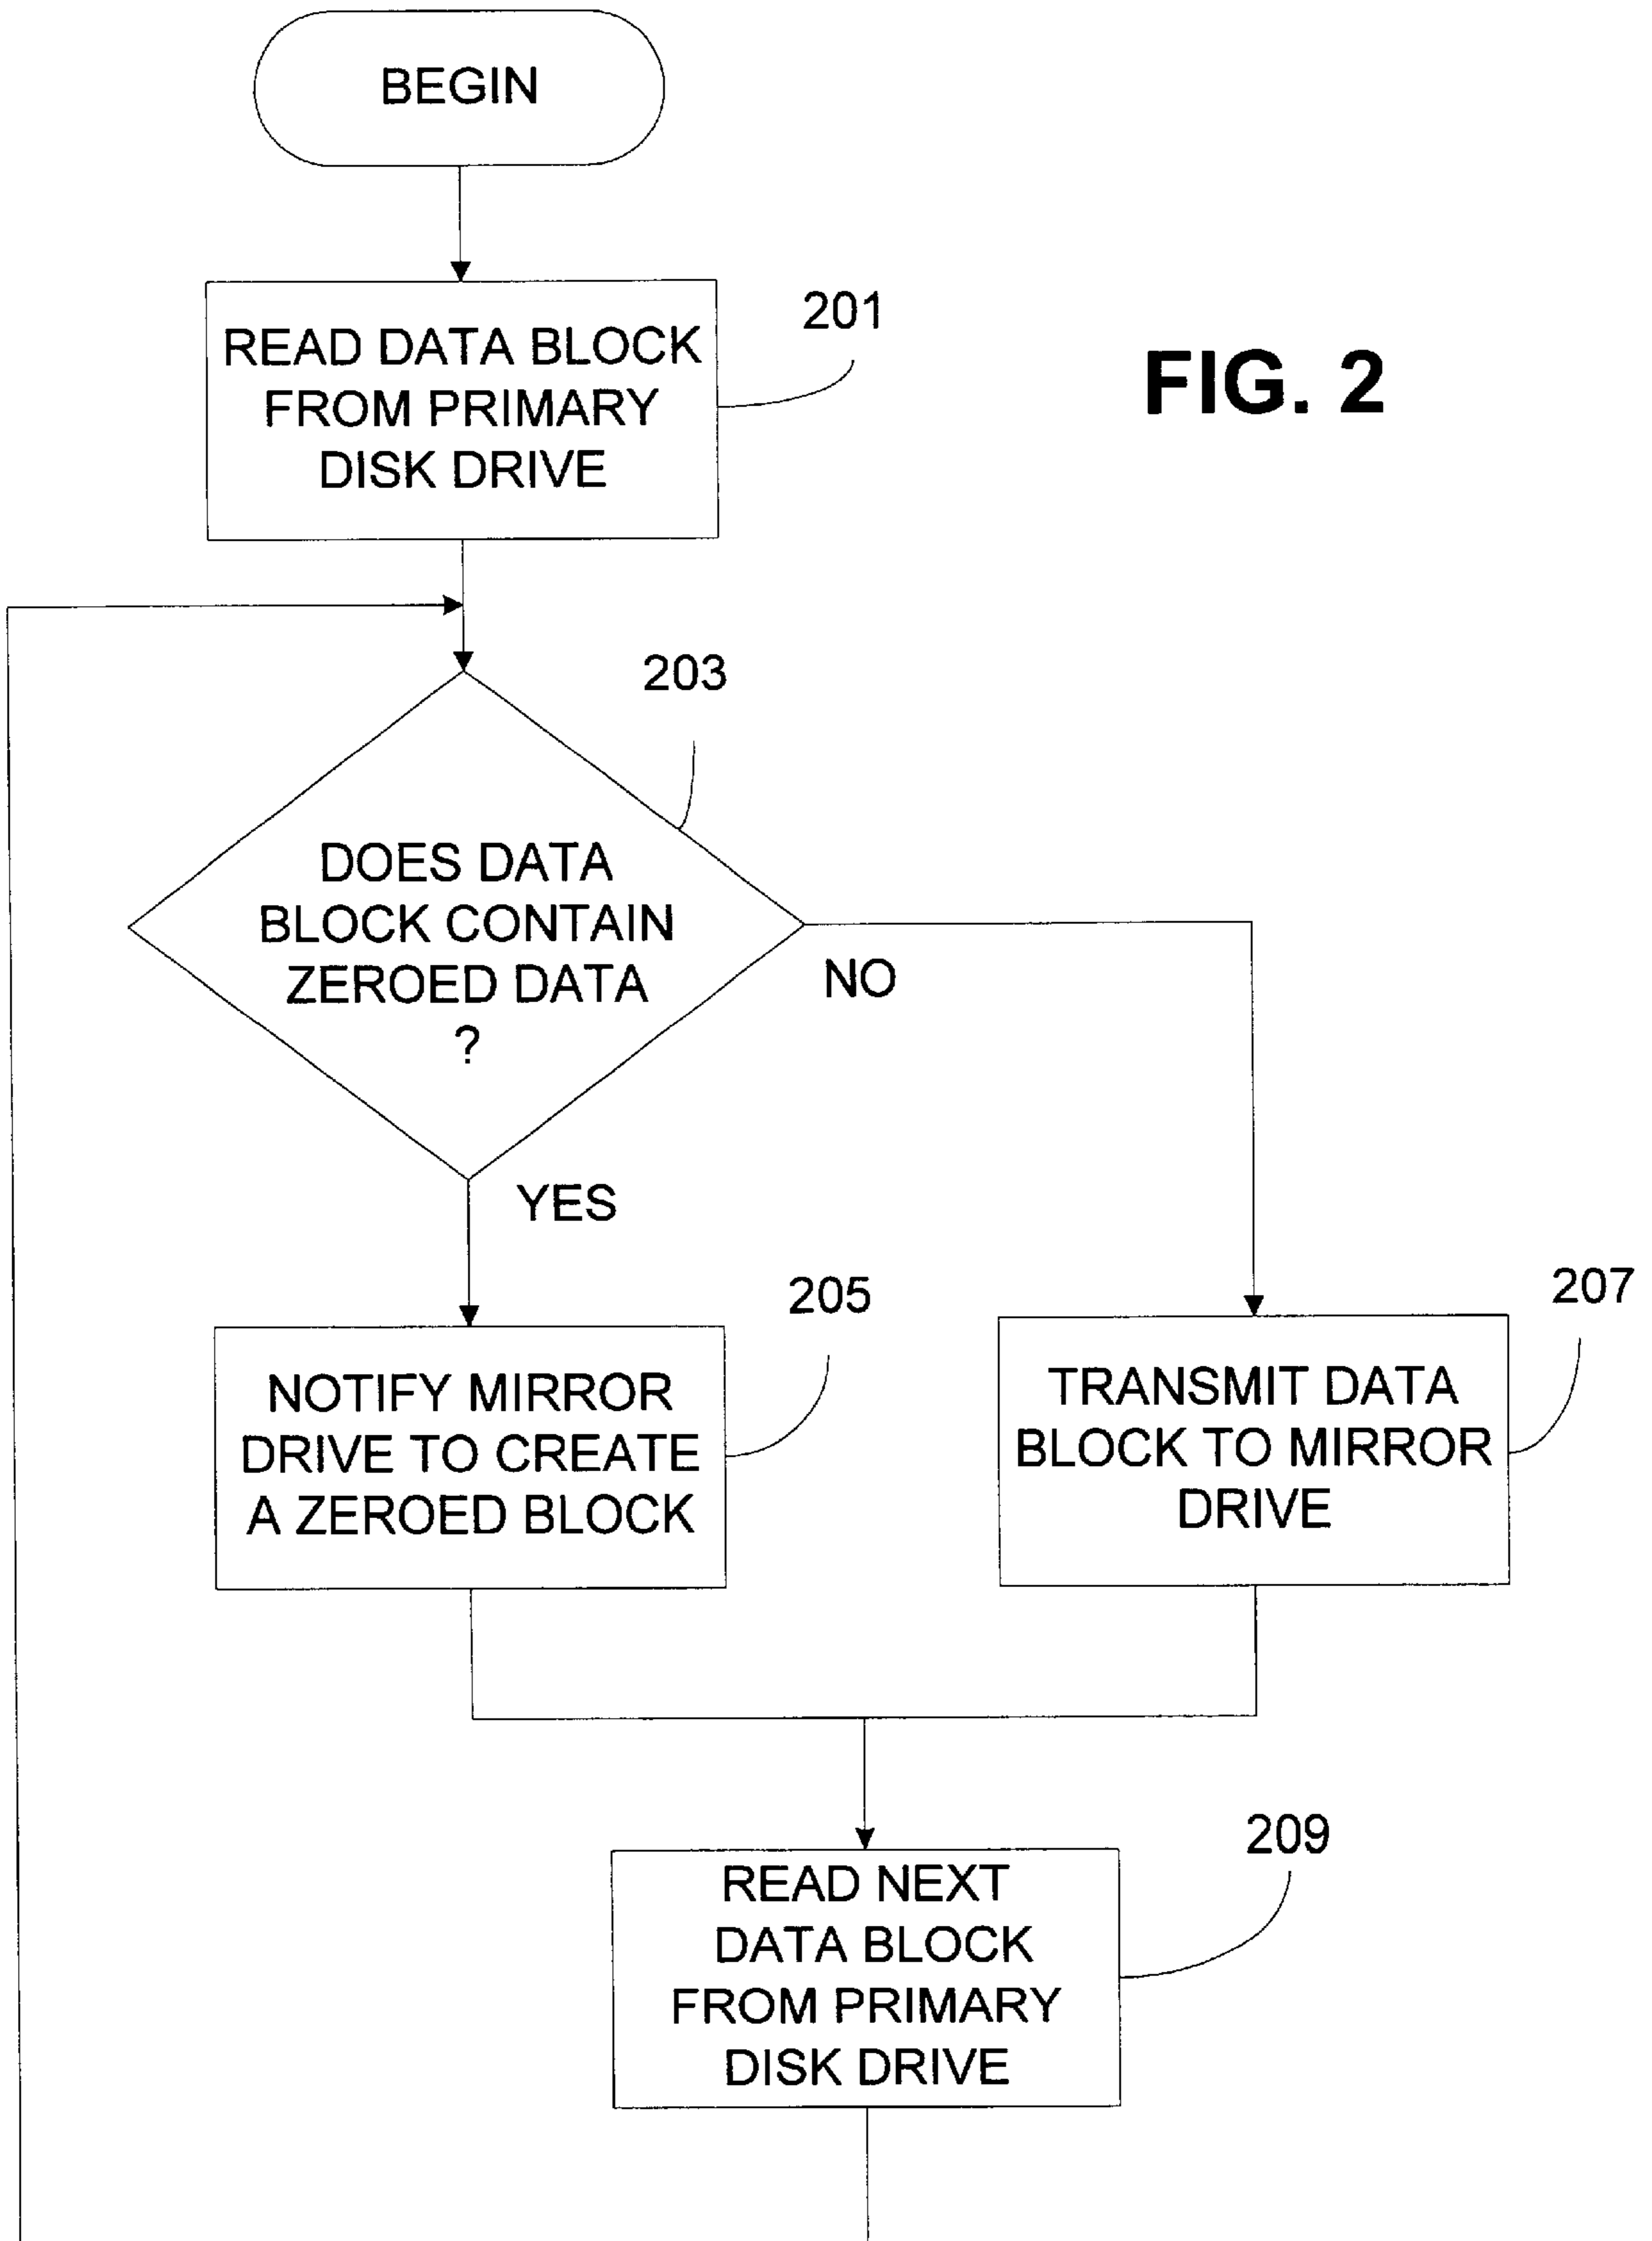 BEGIN
READ DATA BLOCK
FROM PRIMARY
DISK DRIVE
201
FIG. 2
203
DOES DATA
BLOCK CONTAIN
ZEROED DATA
?
NO
YES
205
NOTIFY MIRROR
DRIVE TO CREATE
A ZEROED BLOCK
207
TRANSMIT DATA
BLOCK TO MIRROR
DRIVE
209
READ NEXT
DATA BLOCK
FROM PRIMARY
DISK DRIVE